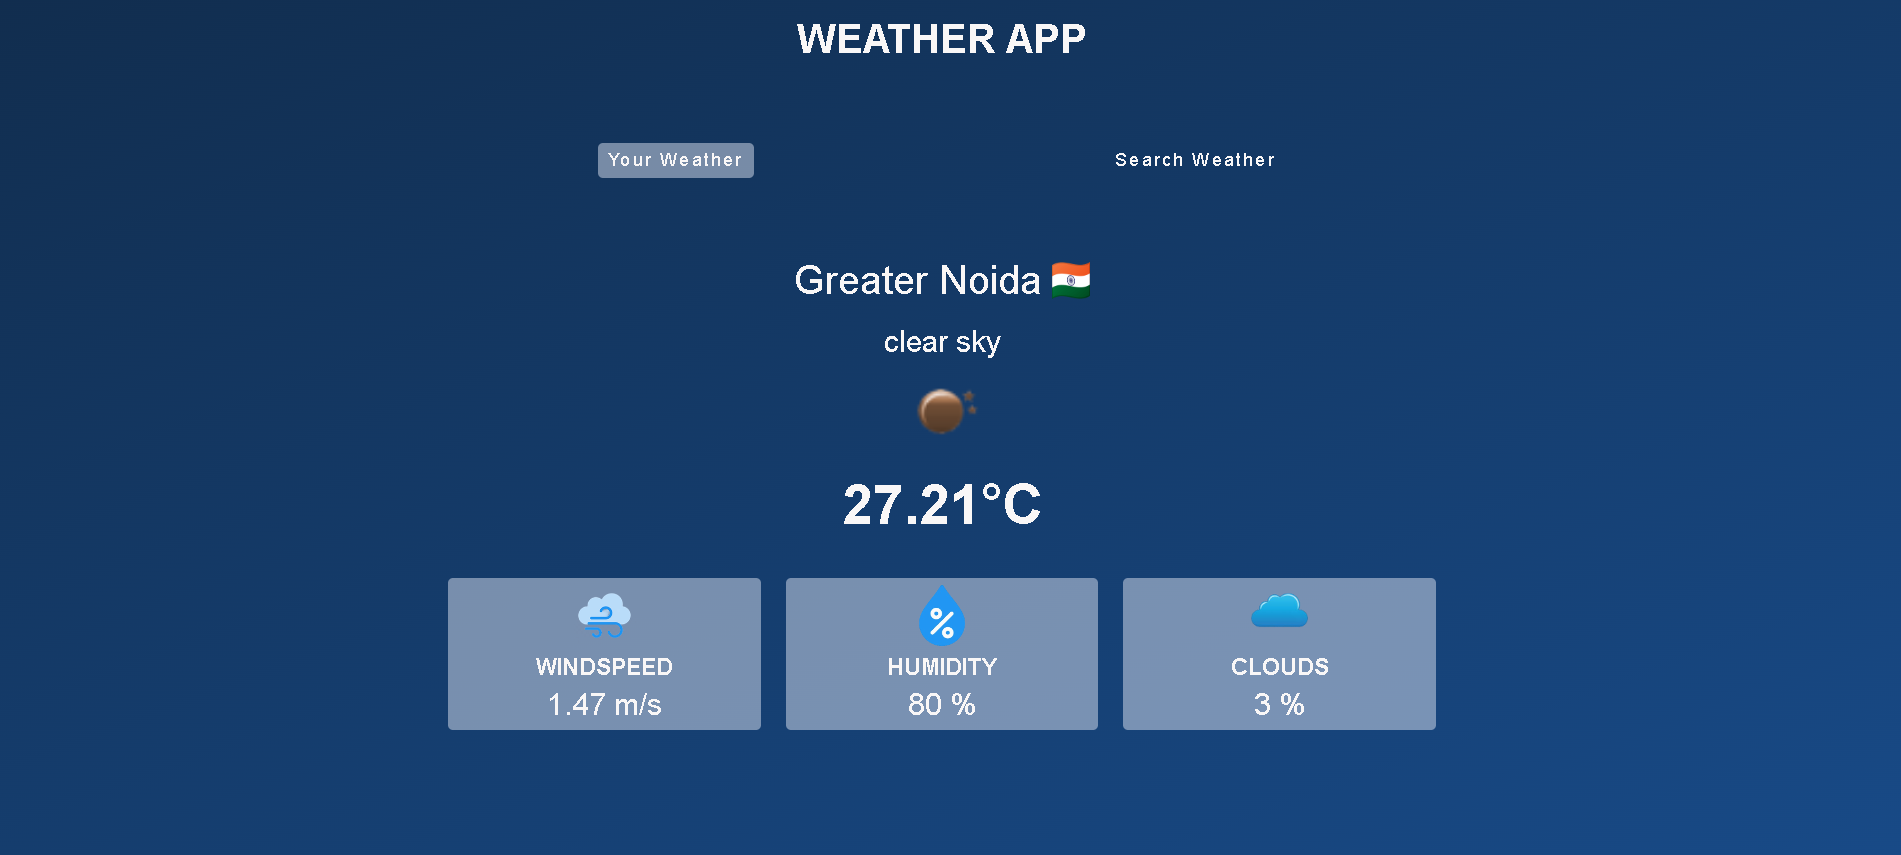 WEATHER APP
Your Weather
Search Weather
Greater Noida
clear sky
27.21°C
WINDSPEED
1.47 m/s
HUMIDITY
80 %
CLOUDS
3 %